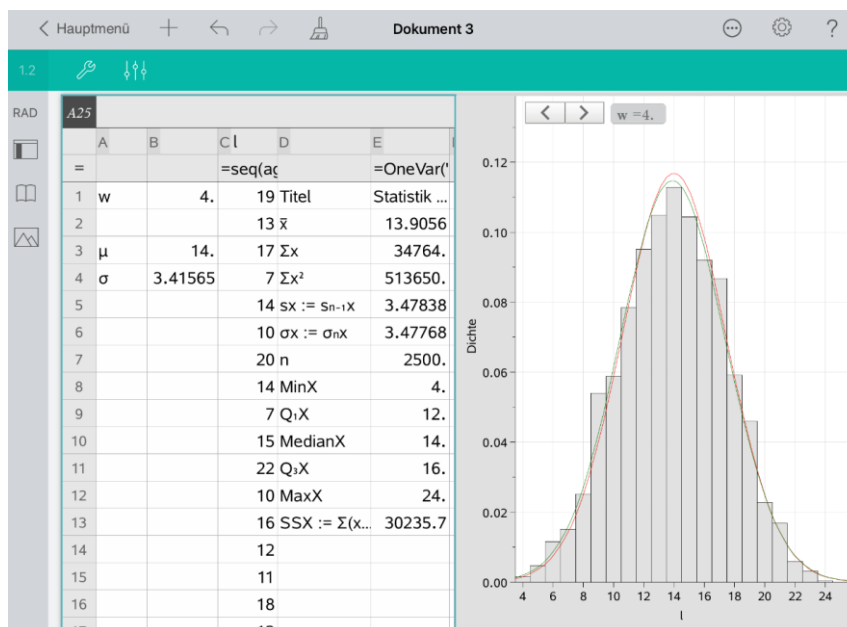 Hauptmenü
Dokument 3
?
1.2
RAD
A25
A B C l D E
= =seq(ag =OneVar('
1 w 4. 19 Titel Statistik ...
2 13 x̄ 13.9056
3 μ 14. 17 Σx 34764.
4 σ 3.41565 7 Σx² 513650.
5 14 sx := sₙ₋₁x 3.47838
6 10 σx := σₙx 3.47768
7 20 n 2500.
8 14 MinX 4.
9 7 Q₁X 12.
10 15 MedianX 14.
11 22 Q₃X 16.
12 10 MaxX 24.
13 16 SSX := Σ(x... 30235.7
14 12
15 11
16 18
w =4.
0.12
0.10
0.08
0.06
0.04
0.02
0.00
Dichte
4 6 8 10 12 14 16 18 20 22 24
l